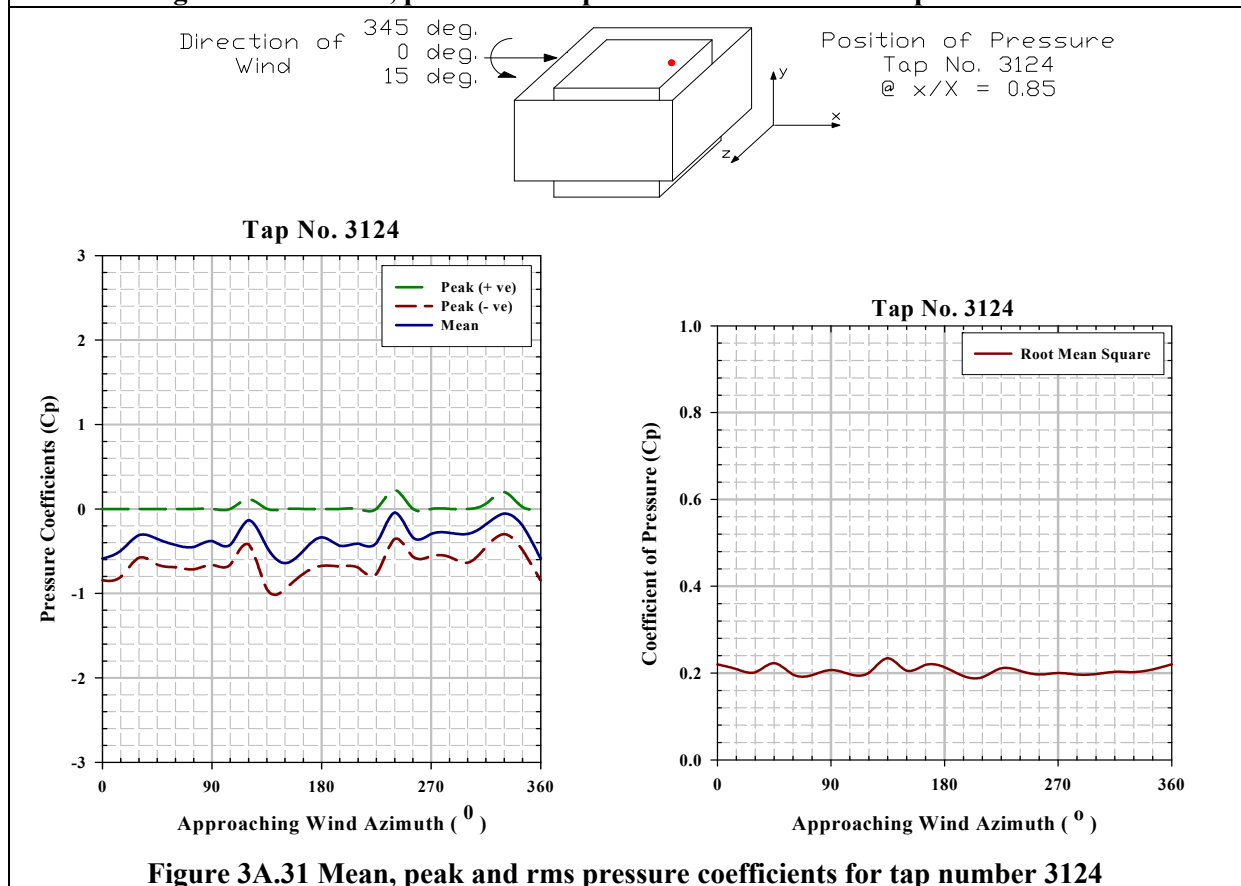 Direction of
Wind
345 deg.
0 deg.
15 deg.
y
x
z
Position of Pressure
Tap No. 3124
@ x/X = 0.85
Tap No. 3124
3
2
1
0
-1
-2
-3
Pressure Coefficients (Cp)
Peak (+ ve)
Peak (- ve)
Mean
0 90 180 270 360
Approaching Wind Azimuth ( 0 )
Tap No. 3124
1.0
0.8
0.6
0.4
0.2
0.0
Coefficient of Pressure (Cp)
Root Mean Square
0 90 180 270 360
Approaching Wind Azimuth ( o )
Figure 3A.31 Mean, peak and rms pressure coefficients for tap number 3124